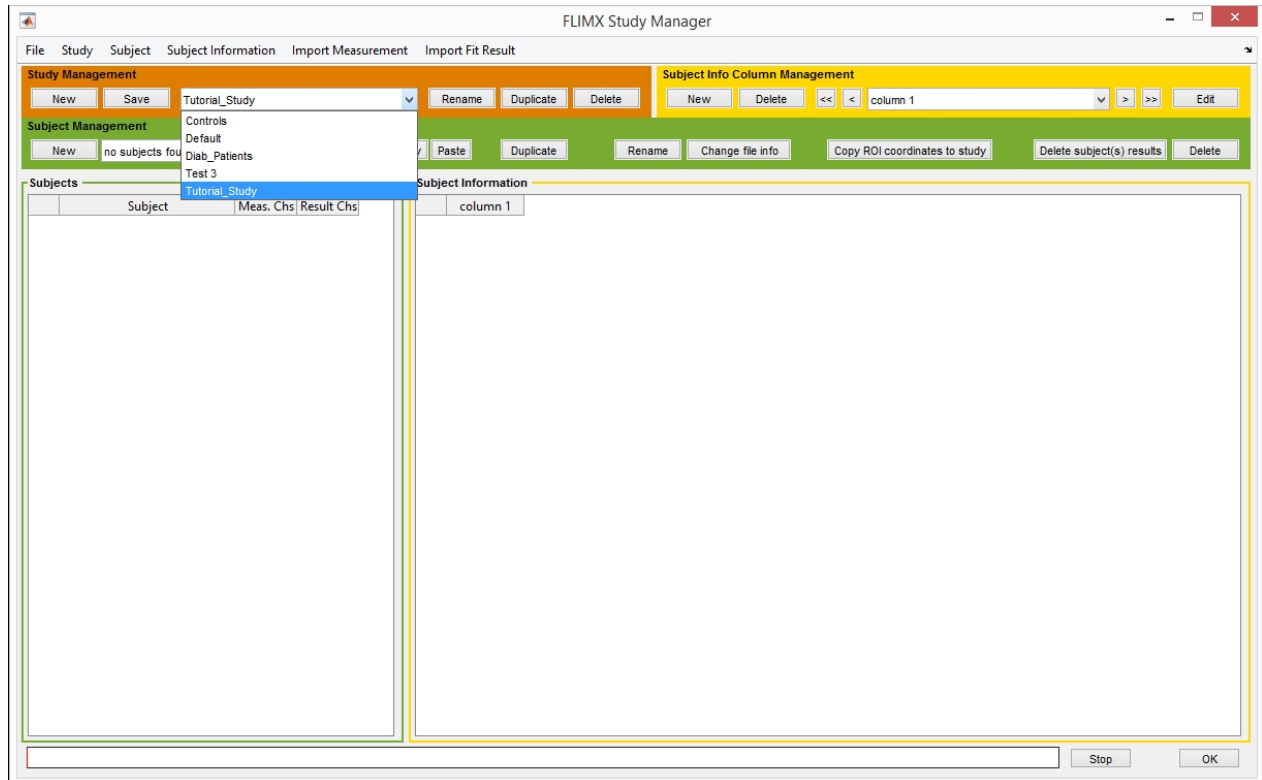 FLIMX Study Manager
File Study Subject Subject Information Import Measurement Import Fit Result
Study Management
New Save Tutorial_Study Rename Duplicate Delete
Controls
Default
Diab_Patients
Test 3
Tutorial_Study
Subject Info Column Management
New Delete << < column 1 > >> Edit
Subject Management
New no subjects fou Paste Duplicate Rename Change file info Copy ROI coordinates to study Delete subject(s) results Delete
Subjects
Subject Meas. Chs Result Chs
Subject Information
column 1
Stop OK